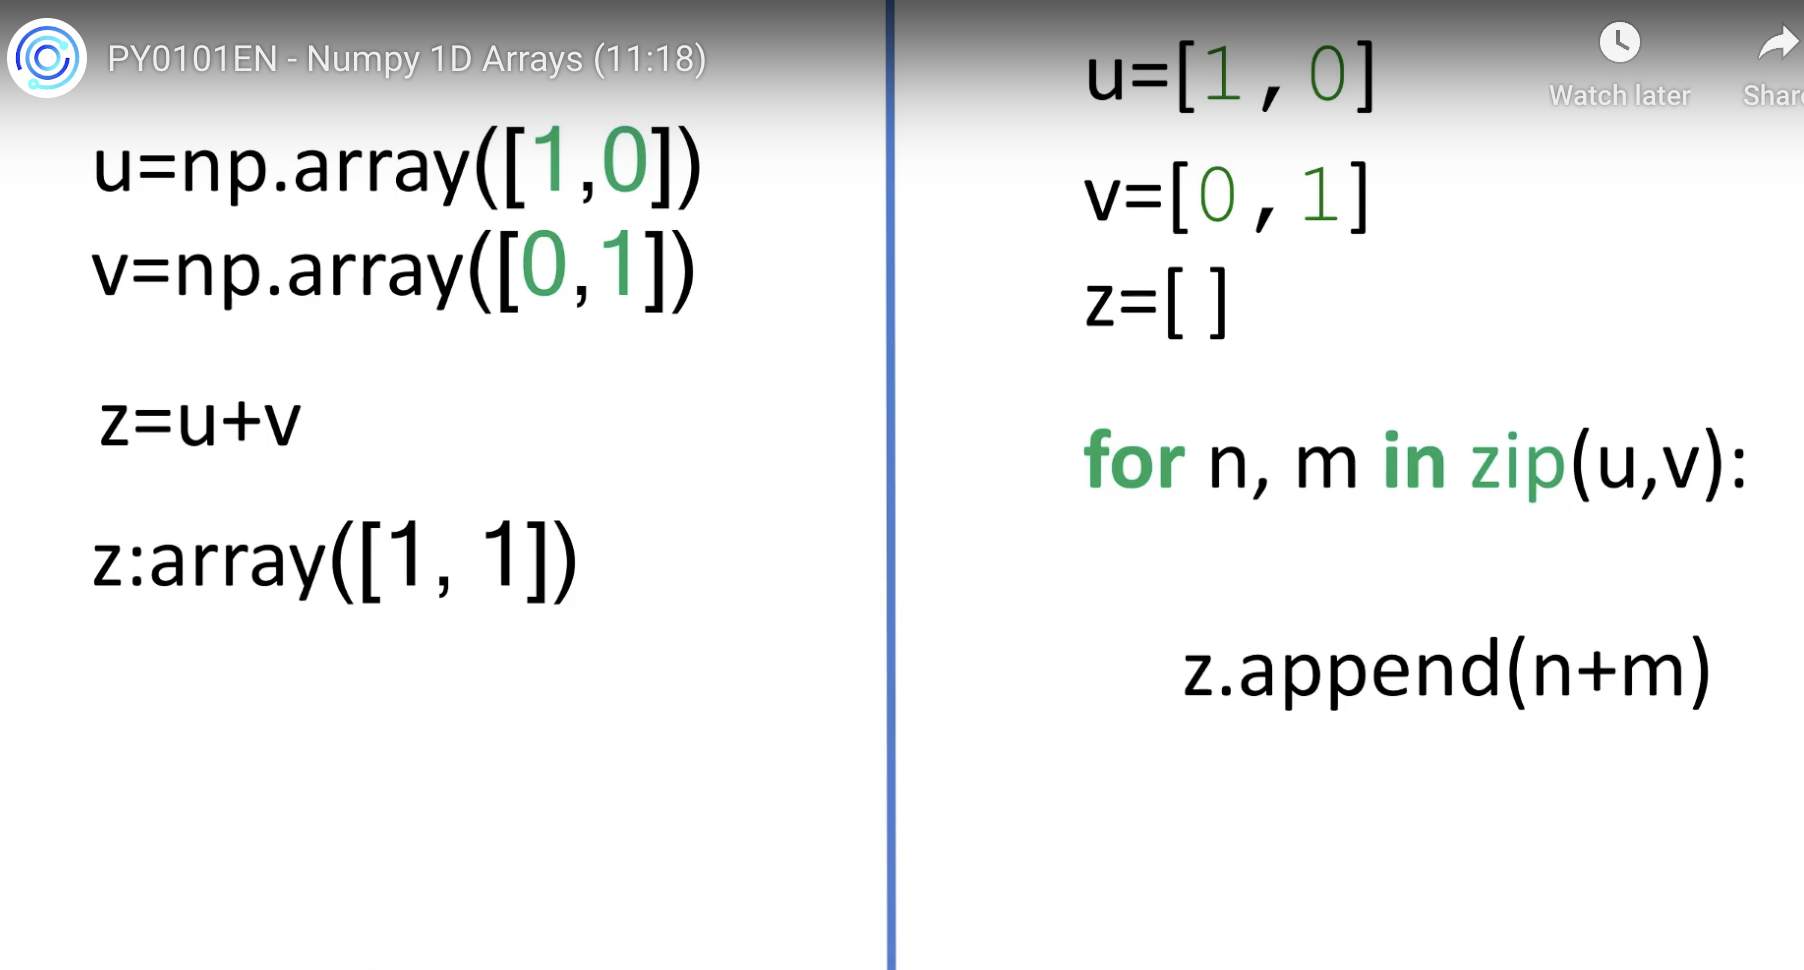 PY0101EN - Numpy 1D Arrays (11:18)
Watch later
u=np.array([1,0])
v=np.array([0,1])
z=u+v
z:array([1, 1])
u=[1,0]
v=[0,1]
z=[ ]
for n, m in zip(u,v):
z.append(n+m)